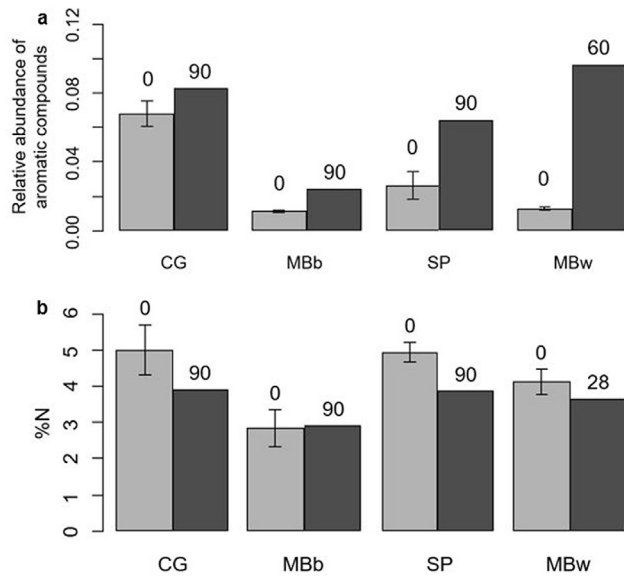 a
Relative abundance of
aromatic compounds
0.12
0.08
0.04
0.00
0 90
0 90
0 90
0 60
CG MBb SP MBw
b
%N
6
5
4
3
2
1
0
0 90
0 90
0 90
0 28
CG MBb SP MBw